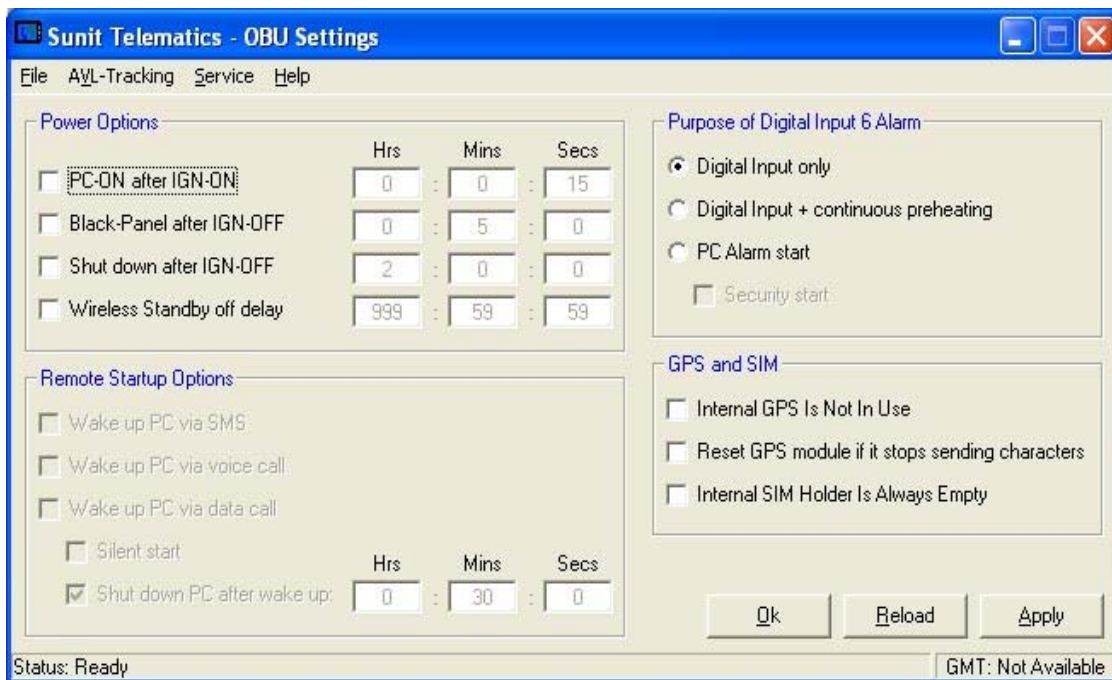 Sunit Telematics - OBU Settings
File AVL-Tracking Service Help
Power Options
Hrs Mins Secs
PC-ON after IGN-ON 0 : 0 : 15
Black-Panel after IGN-OFF 0 : 5 : 0
Shut down after IGN-OFF 2 : 0 : 0
Wireless Standby off delay 999 : 59 : 59
Remote Startup Options
Wake up PC via SMS
Wake up PC via voice call
Wake up PC via data call
Silent start
Hrs Mins Secs
Shut down PC after wake up: 0 : 30 : 0
Purpose of Digital Input 6 Alarm
Digital Input only
Digital Input + continuous preheating
PC Alarm start
Security start
GPS and SIM
Internal GPS Is Not In Use
Reset GPS module if it stops sending characters
Internal SIM Holder Is Always Empty
Ok Reload Apply
Status: Ready GMT: Not Available